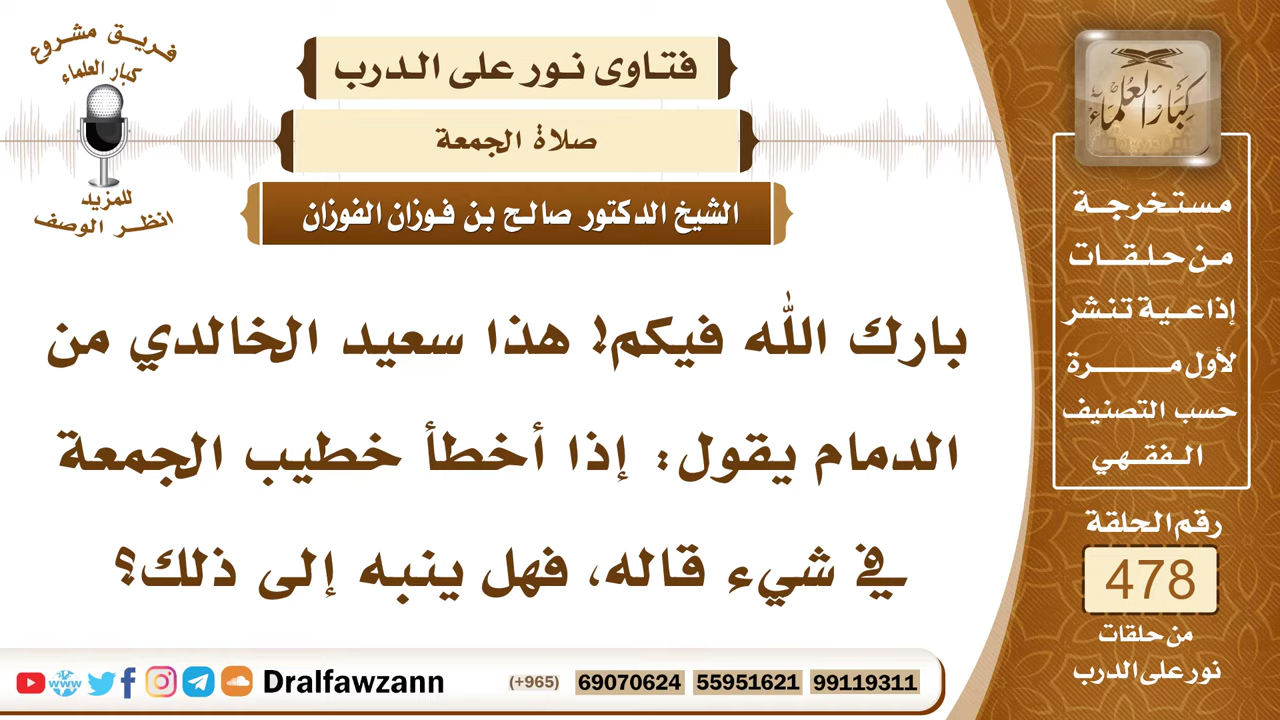 فريق مشروع
كبار العلماء
للمزيد
انظر الوصف
فتاوى نور على الدرب
صلاة الجمعة
الشيخ الدكتور صالح بن فوزان الفوزان
بارك الله فيكم! هذا سعيد الخالدي من
الدمام يقول: إذا أخطأ خطيب الجمعة
في شيء قاله، فهل ينبه إلى ذلك؟
كبار العلماء
مستخرجة
من حلقات
إذاعية تنشر
لأول مرة
حسب التصنيف
الفقهي
رقم الحلقة
478
من حلقات
نور على الدرب
www Dralfawzann (+965) 69070624 55951621 99119311